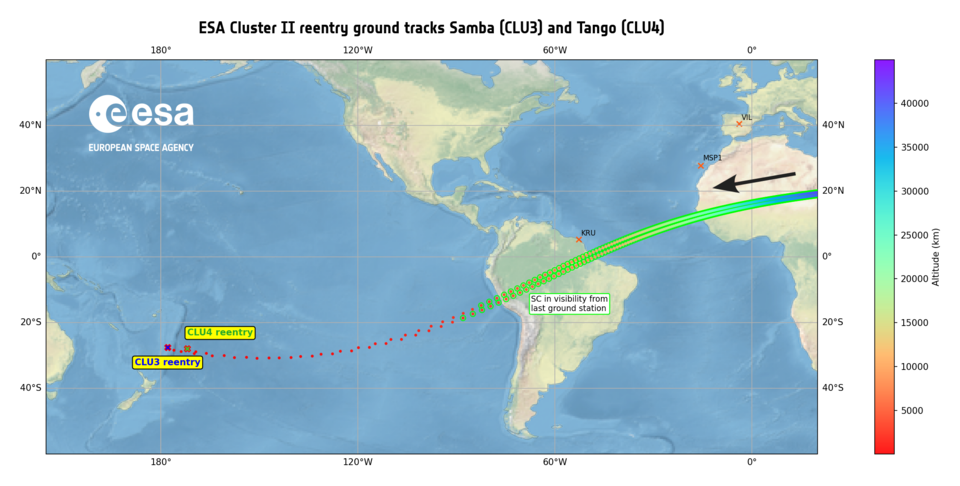 ESA Cluster II reentry ground tracks Samba (CLU3) and Tango (CLU4)
180° 120°W 60°W 0°
esa
EUROPEAN SPACE AGENCY
40°N 40°N
20°N 20°N
0° 0°
20°S 20°S
40°S 40°S
VIL
MSP1
KRU
SC in visibility from
last ground station
CLU4 reentry
CLU3 reentry
180° 120°W 60°W 0°
40000
35000
30000
25000
20000
15000
10000
5000
Altitude (km)